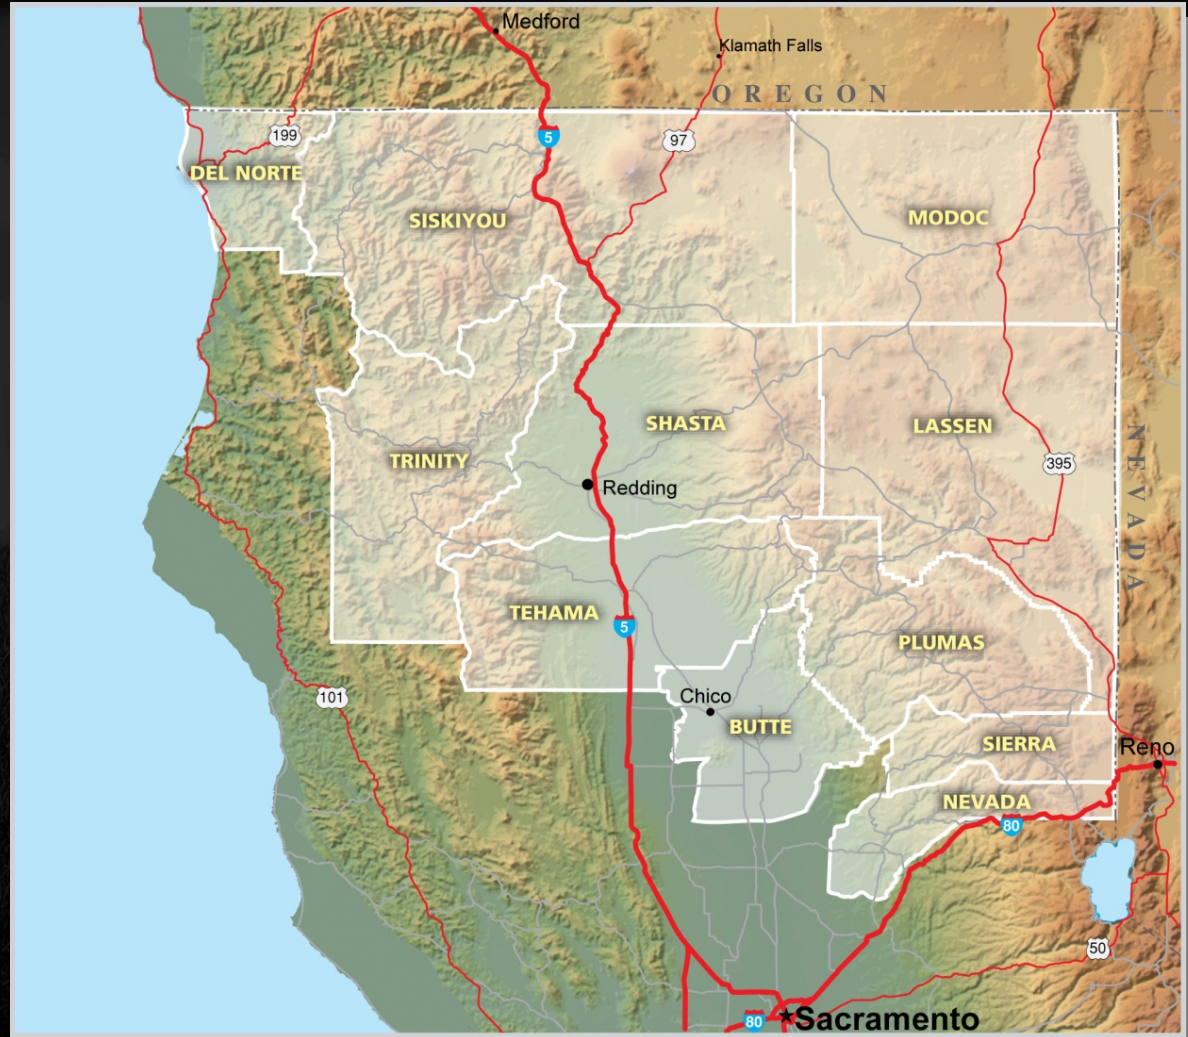 Medford
Klamath Falls
OREGON
199
5
97
DEL NORTE
SISKIYOU
MODOC
SHASTA
LASSEN
TRINITY
395
Redding
NEVADA
TEHAMA
5
PLUMAS
Chico
101
BUTTE
SIERRA
Reno
NEVADA
80
50
80
Sacramento